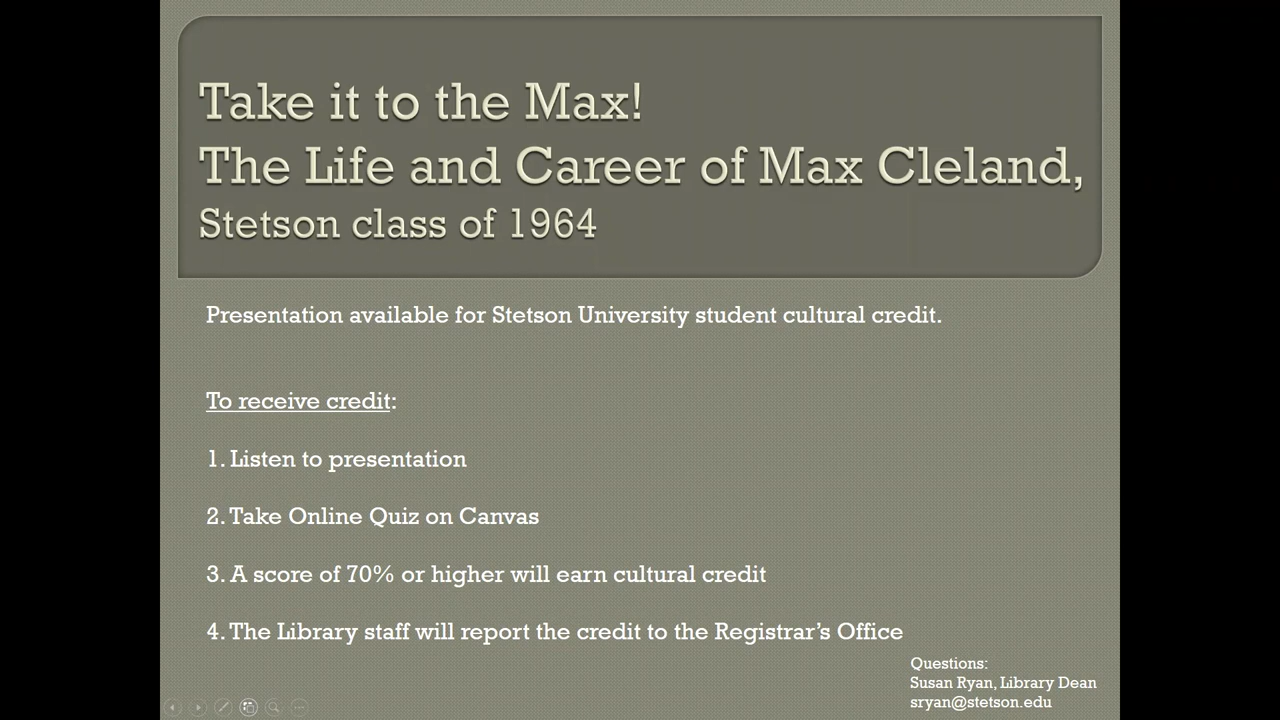 Take it to the Max!
The Life and Career of Max Cleland,
Stetson class of 1964
Presentation available for Stetson University student cultural credit.
To receive credit:
1. Listen to presentation
2. Take Online Quiz on Canvas
3. A score of 70% or higher will earn cultural credit
4. The Library staff will report the credit to the Registrar’s Office
Questions:
Susan Ryan, Library Dean
sryan@stetson.edu